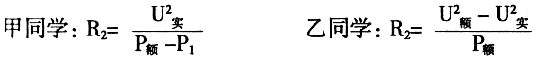 甲同学: R₂= U²实 / (P额 -P₁) 乙同学: R₂= (U²额 - U²实) / P额